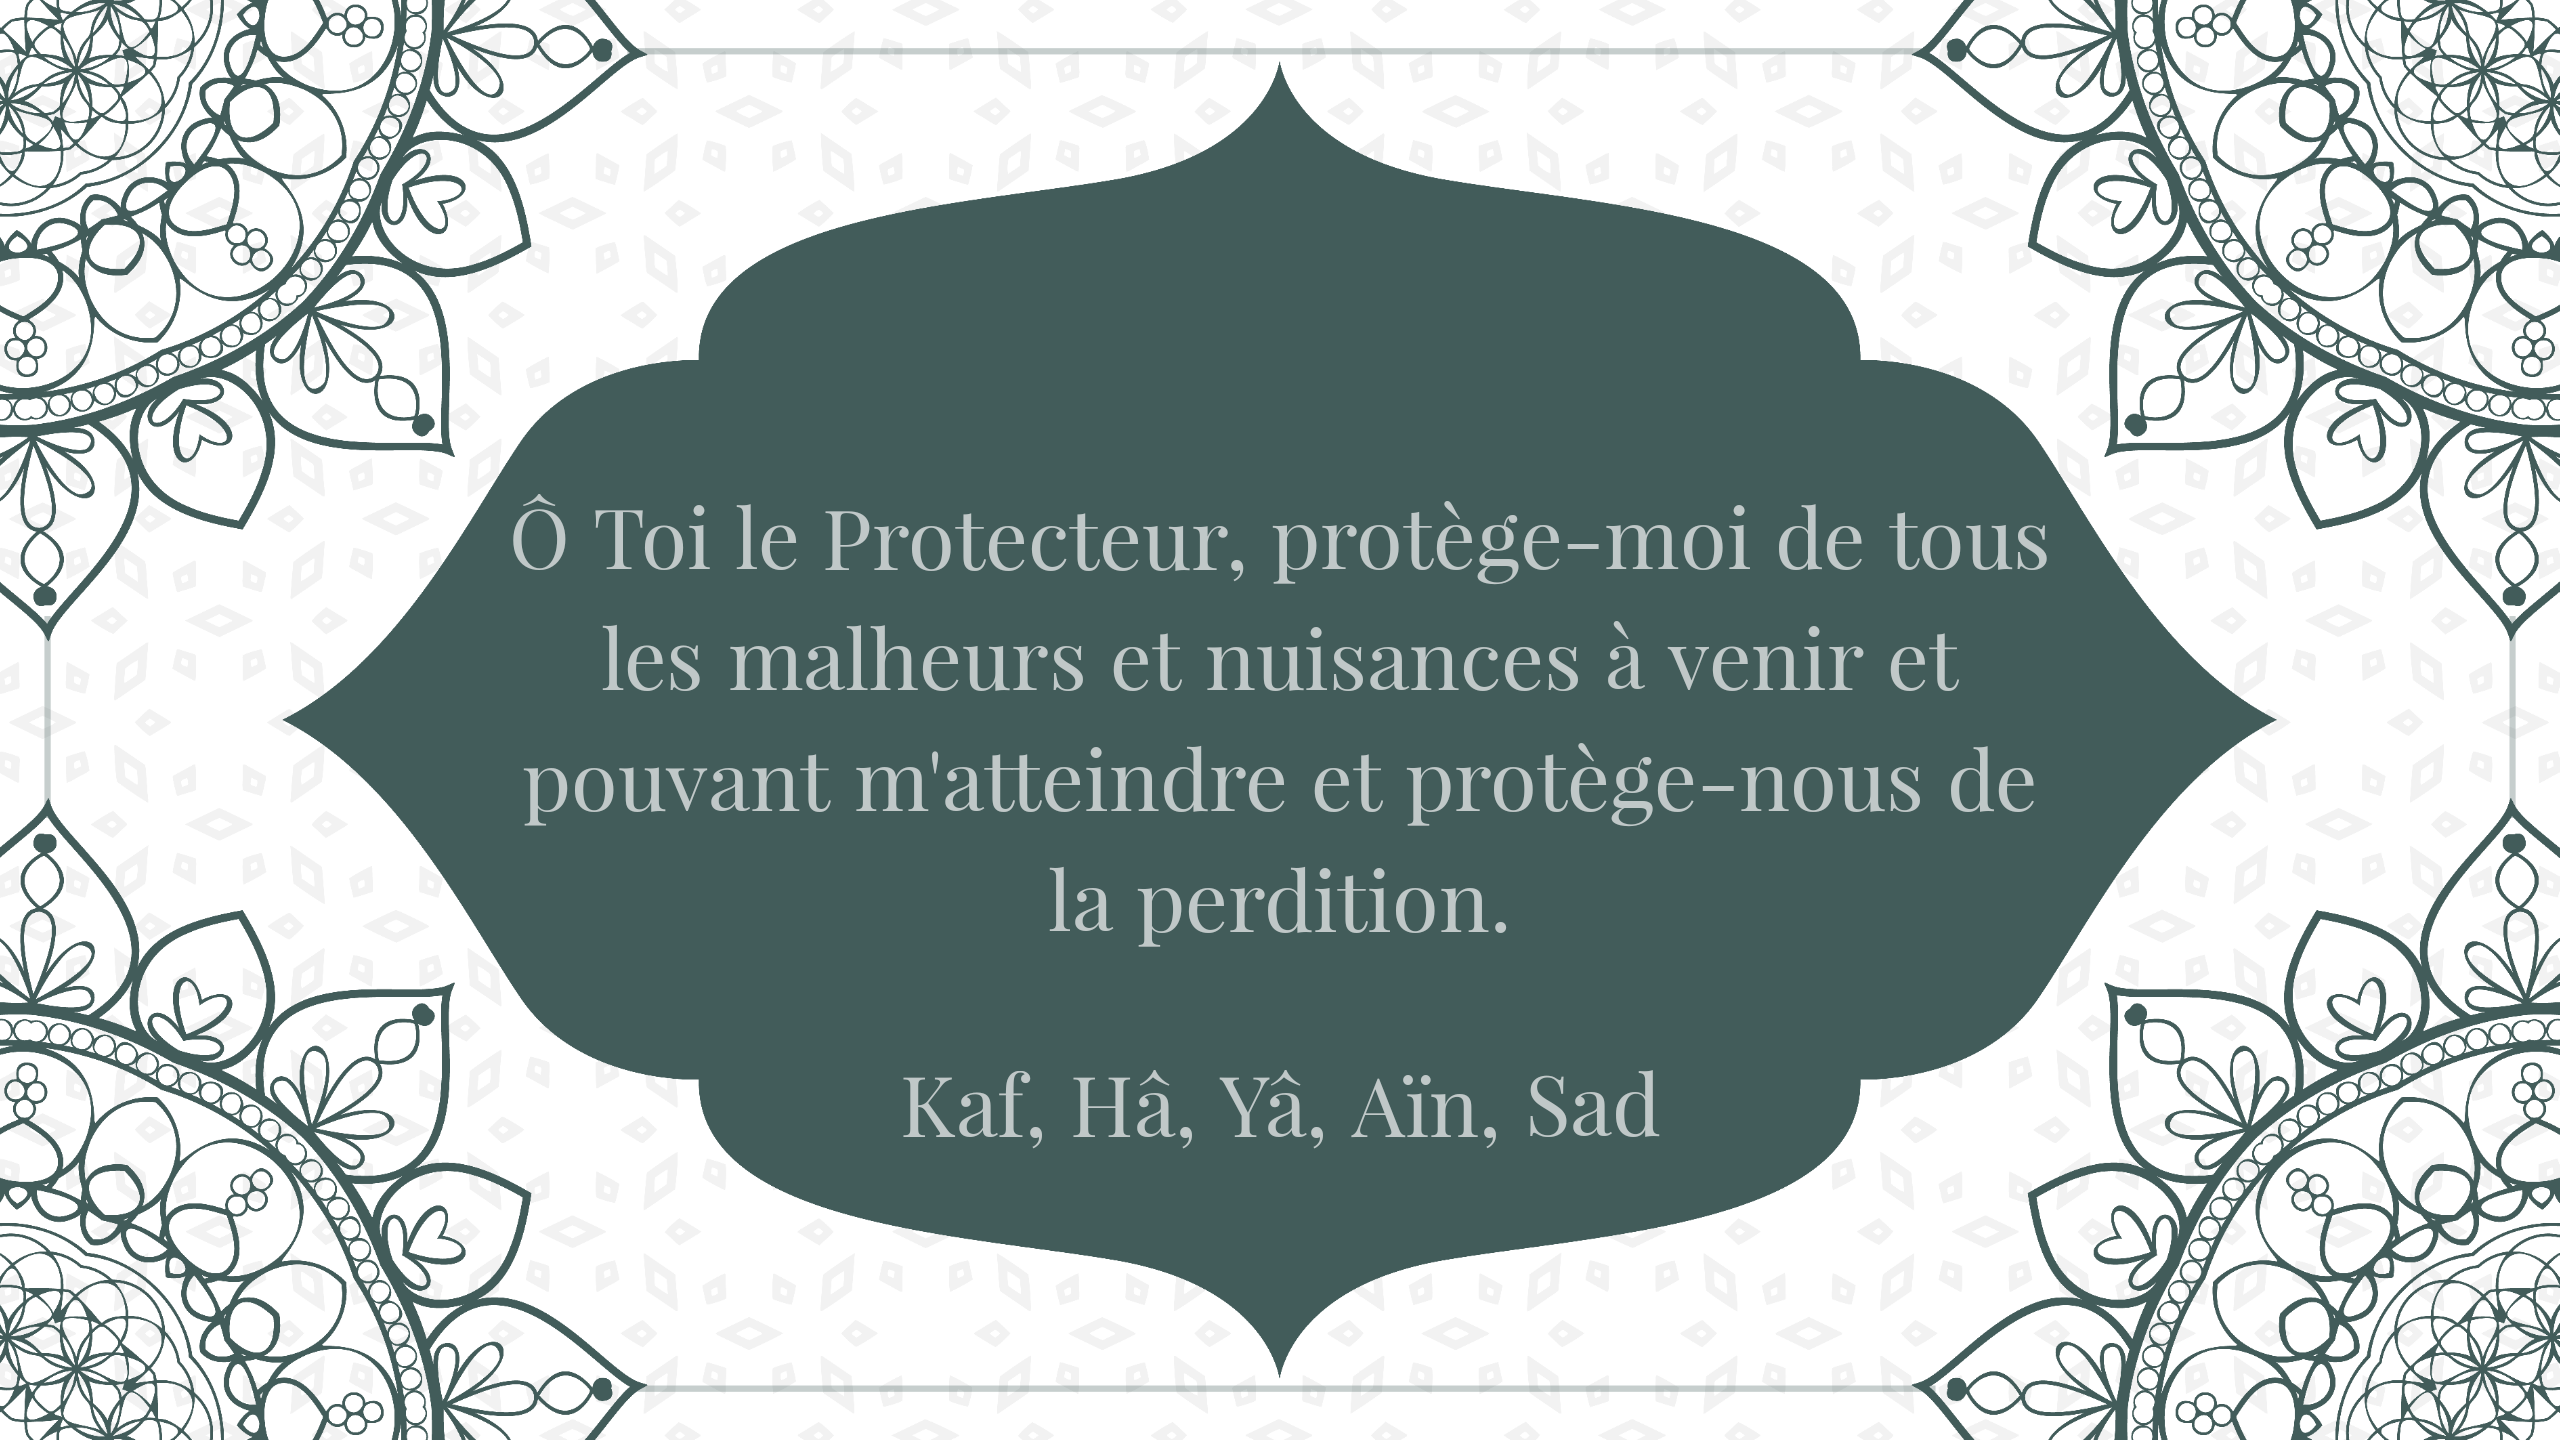 Ô Toi le Protecteur, protège-moi de tous
les malheurs et nuisances à venir et
pouvant m'atteindre et protège-nous de
la perdition.
Kaf, Hâ, Yâ, Aïn, Sad